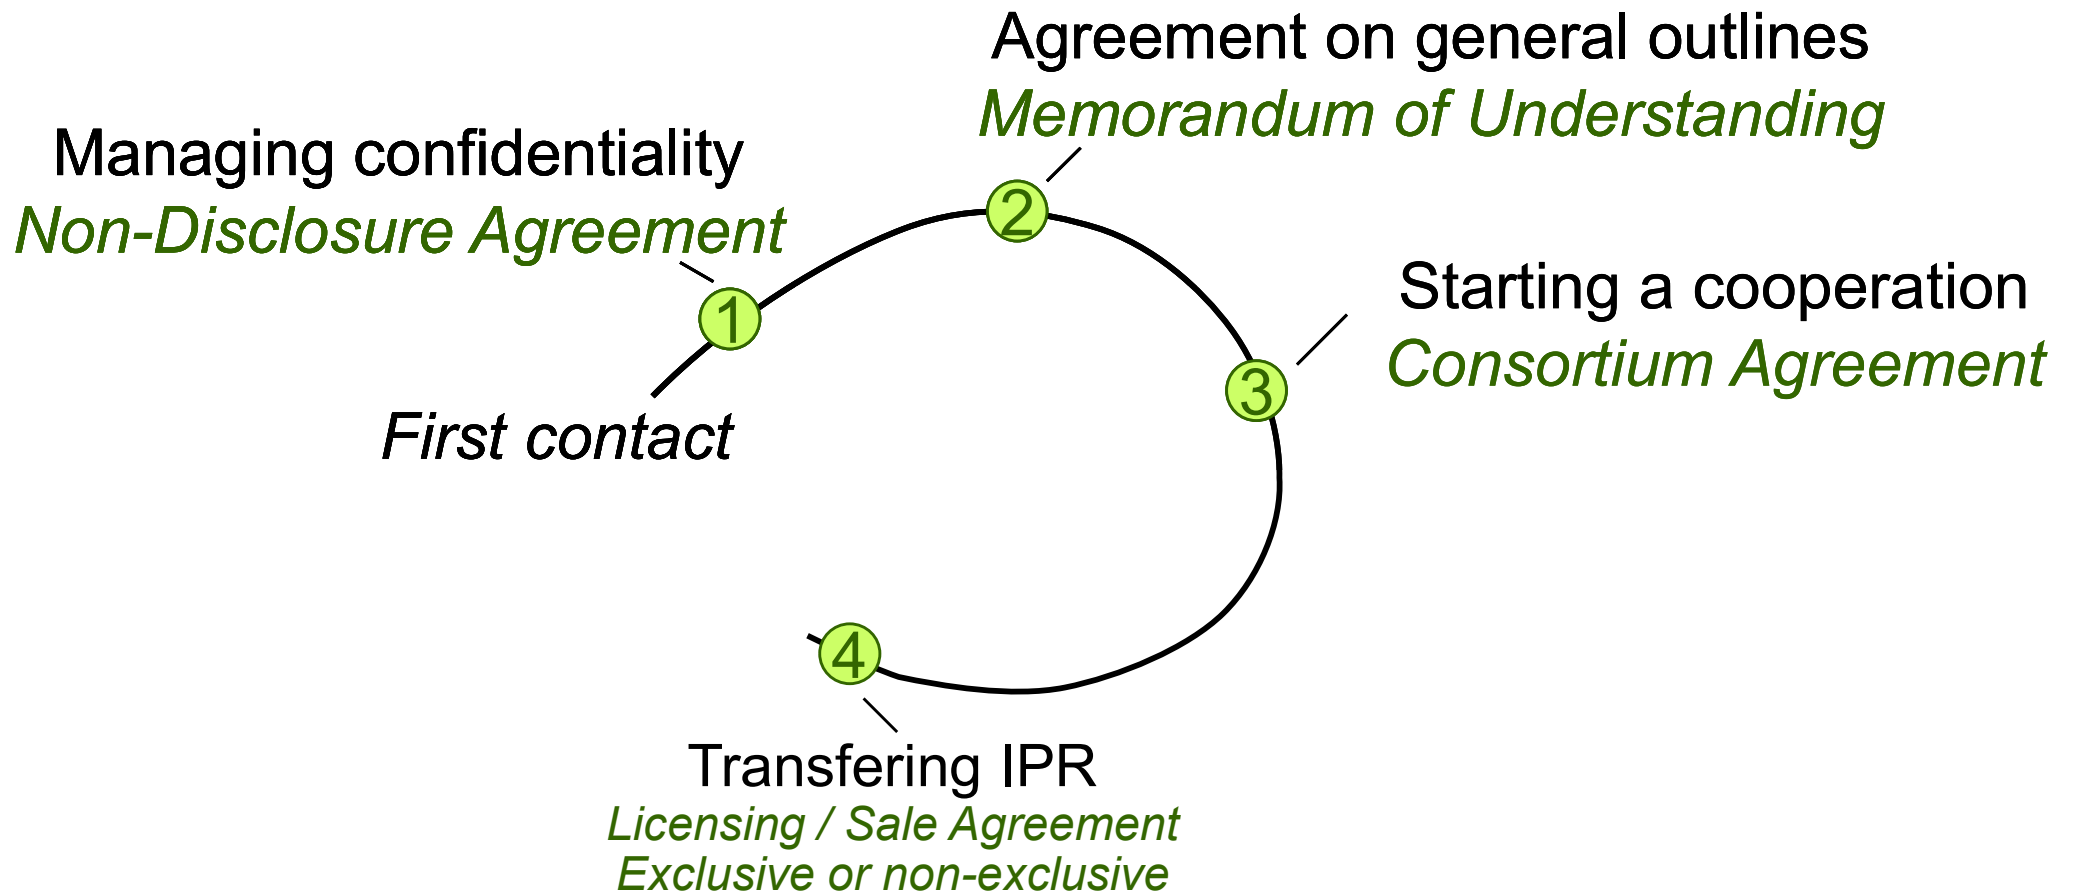 Agreement on general outlines
Memorandum of Understanding
Managing confidentiality
Non-Disclosure Agreement
2
1
Starting a cooperation
Consortium Agreement
3
First contact
4
Transfering IPR
Licensing / Sale Agreement
Exclusive or non-exclusive